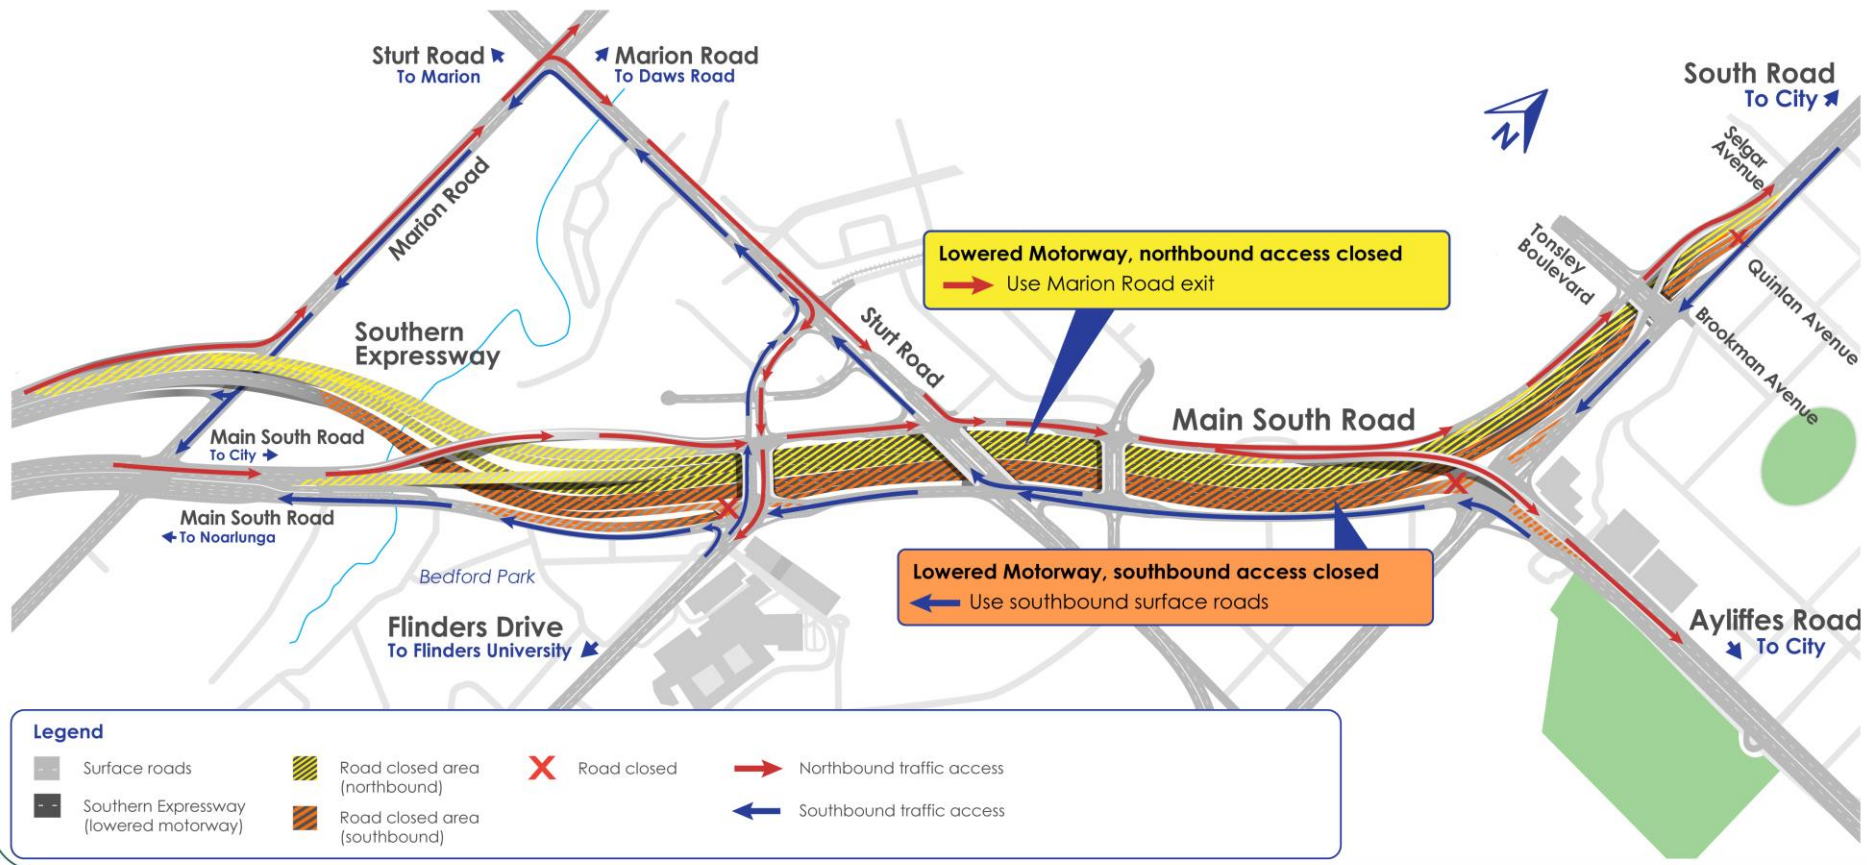 Sturt Road
To Marion
Marion Road
To Daws Road
South Road
To City
N
Selgar
Avenue
Marion Road
Tonsley
Boulevard
Quinlan Avenue
Brookman Avenue
Lowered Motorway, northbound access closed
Use Marion Road exit
Southern
Expressway
Sturt Road
Main South Road
Main South Road
To City
Main South Road
To Noarlunga
Bedford Park
Lowered Motorway, southbound access closed
Use southbound surface roads
Flinders Drive
To Flinders University
Ayliffes Road
To City
Legend
Surface roads
Southern Expressway
(lowered motorway)
Road closed area
(northbound)
Road closed area
(southbound)
Road closed
Northbound traffic access
Southbound traffic access